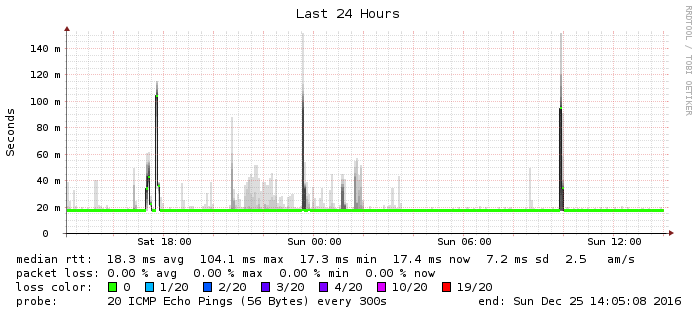 Last 24 Hours
RRDTOOL / TOBI OETIKER
Seconds
140 m
120 m
100 m
80 m
60 m
40 m
20 m
0
Sat 18:00 Sun 00:00 Sun 06:00 Sun 12:00
median rtt: 18.3 ms avg 104.1 ms max 17.3 ms min 17.4 ms now 7.2 ms sd 2.5 am/s
packet loss: 0.00 % avg 0.00 % max 0.00 % min 0.00 % now
loss color: 0 1/20 2/20 3/20 4/20 10/20 19/20
probe: 20 ICMP Echo Pings (56 Bytes) every 300s end: Sun Dec 25 14:05:08 2016